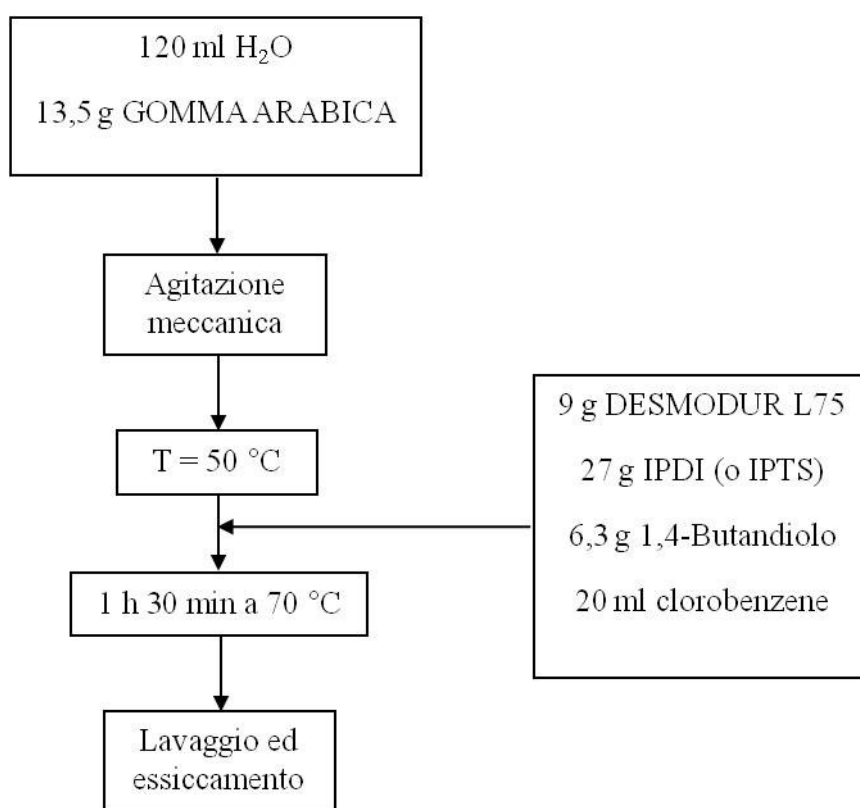 120 ml H₂O
13,5 g GOMMA ARABICA
Agitazione
meccanica
T = 50 °C
9 g DESMODUR L75
27 g IPDI (o IPTS)
6,3 g 1,4-Butandiolo
20 ml clorobenzene
1 h 30 min a 70 °C
Lavaggio ed
essiccamento